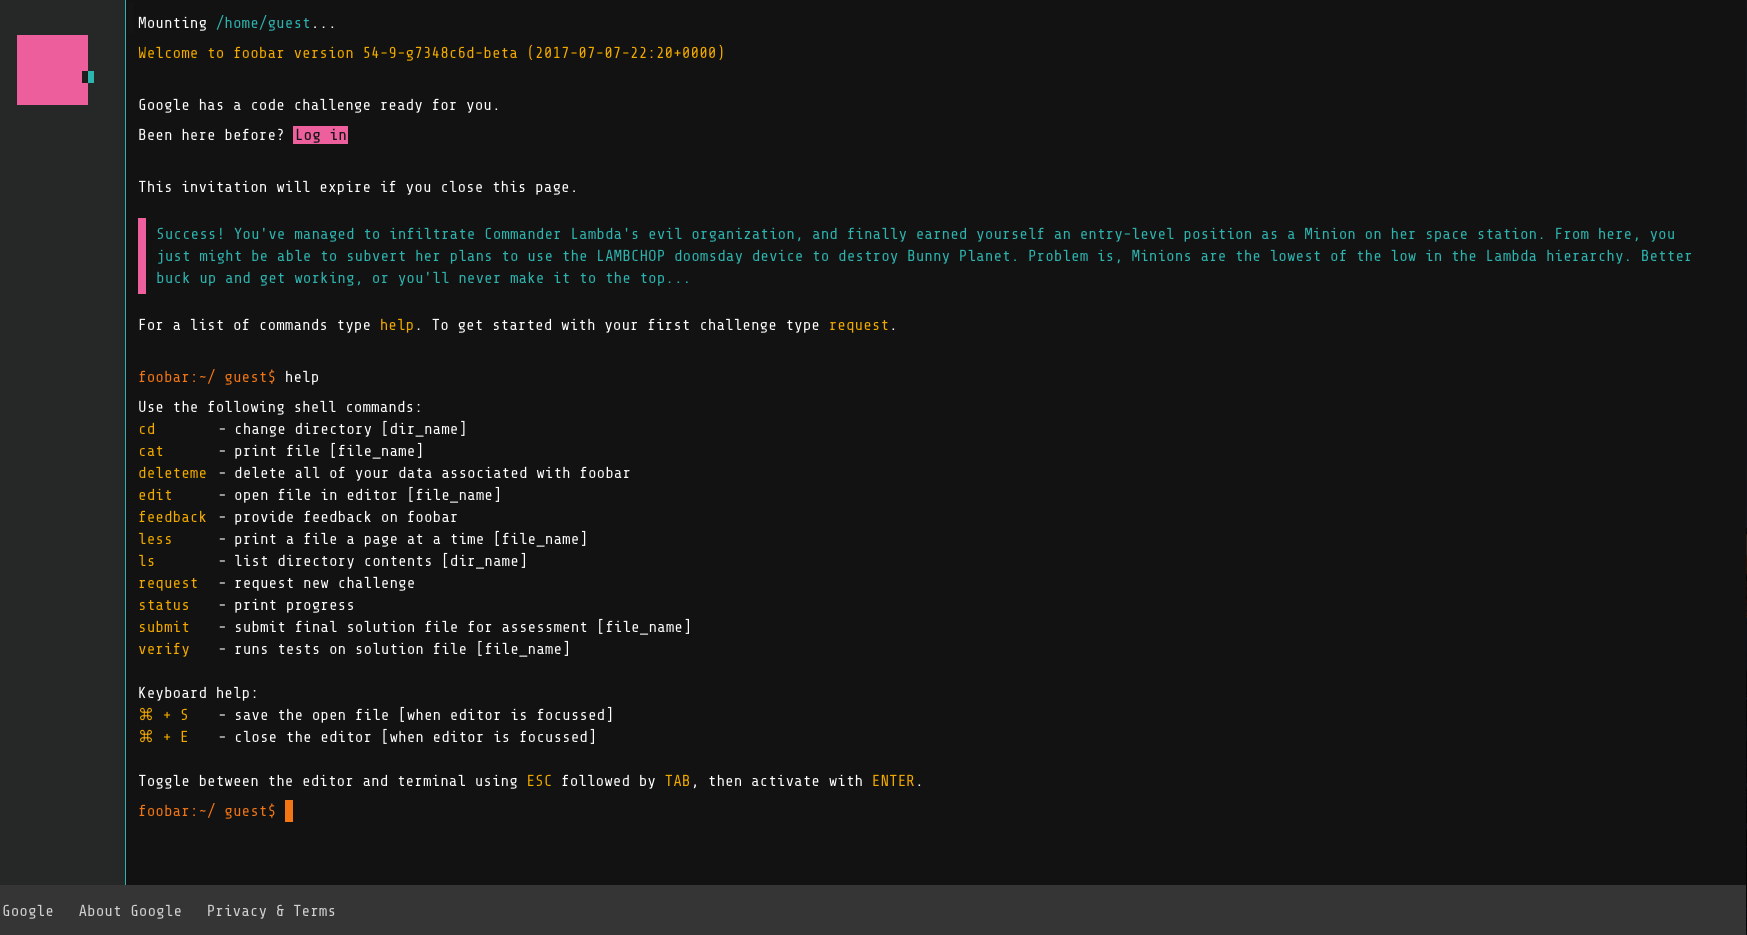 Mounting /home/guest...
Welcome to foobar version 54-9-g7348c6d-beta (2017-07-07-22:20+0000)
Google has a code challenge ready for you.
Been here before? Log in
This invitation will expire if you close this page.
Success! You've managed to infiltrate Commander Lambda's evil organization, and finally earned yourself an entry-level position as a Minion on her space station. From here, you
just might be able to subvert her plans to use the LAMBCHOP doomsday device to destroy Bunny Planet. Problem is, Minions are the lowest of the low in the Lambda hierarchy. Better
buck up and get working, or you'll never make it to the top...
For a list of commands type help. To get started with your first challenge type request.
foobar:~/ guest$ help
Use the following shell commands:
cd - change directory [dir_name]
cat - print file [file_name]
deleteme - delete all of your data associated with foobar
edit - open file in editor [file_name]
feedback - provide feedback on foobar
less - print a file a page at a time [file_name]
ls - list directory contents [dir_name]
request - request new challenge
status - print progress
submit - submit final solution file for assessment [file_name]
verify - runs tests on solution file [file_name]
Keyboard help:
⌘ + S - save the open file [when editor is focussed]
⌘ + E - close the editor [when editor is focussed]
Toggle between the editor and terminal using ESC followed by TAB, then activate with ENTER.
foobar:~/ guest$
Google About Google Privacy & Terms